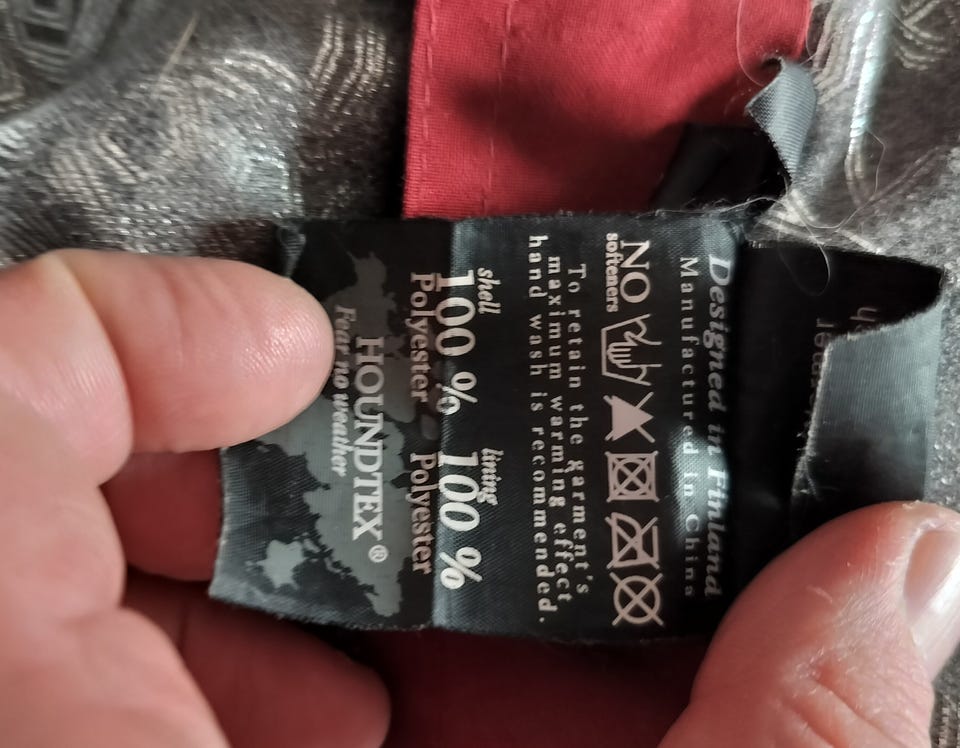 Designed in Finland
Manufactured in China
NO
softeners
To retain the garment's
maximum warming effect
hand wash is recommended.
shell lining
100 % 100 %
Polyester Polyester
HOUNDTEX®
Fear no weather